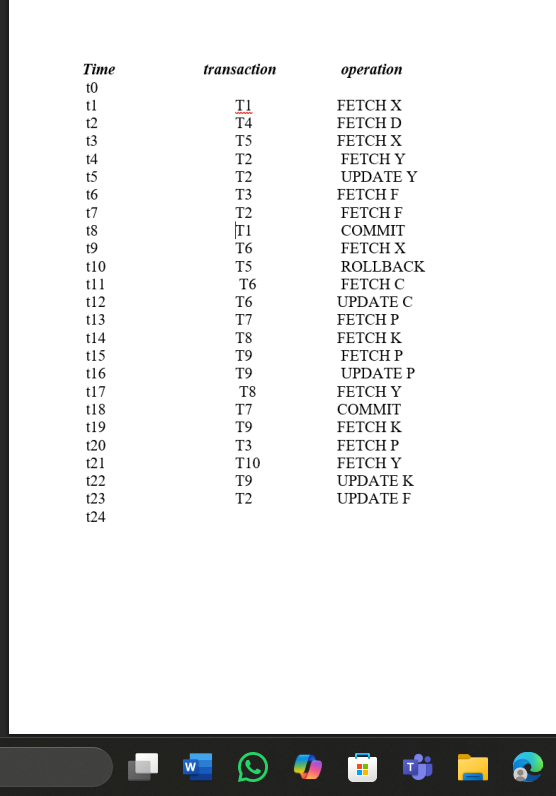 Time transaction operation
t0
t1 T1 FETCH X
t2 T4 FETCH D
t3 T5 FETCH X
t4 T2 FETCH Y
t5 T2 UPDATE Y
t6 T3 FETCH F
t7 T2 FETCH F
t8 T1 COMMIT
t9 T6 FETCH X
t10 T5 ROLLBACK
t11 T6 FETCH C
t12 T6 UPDATE C
t13 T7 FETCH P
t14 T8 FETCH K
t15 T9 FETCH P
t16 T9 UPDATE P
t17 T8 FETCH Y
t18 T7 COMMIT
t19 T9 FETCH K
t20 T3 FETCH P
t21 T10 FETCH Y
t22 T9 UPDATE K
t23 T2 UPDATE F
t24
W T